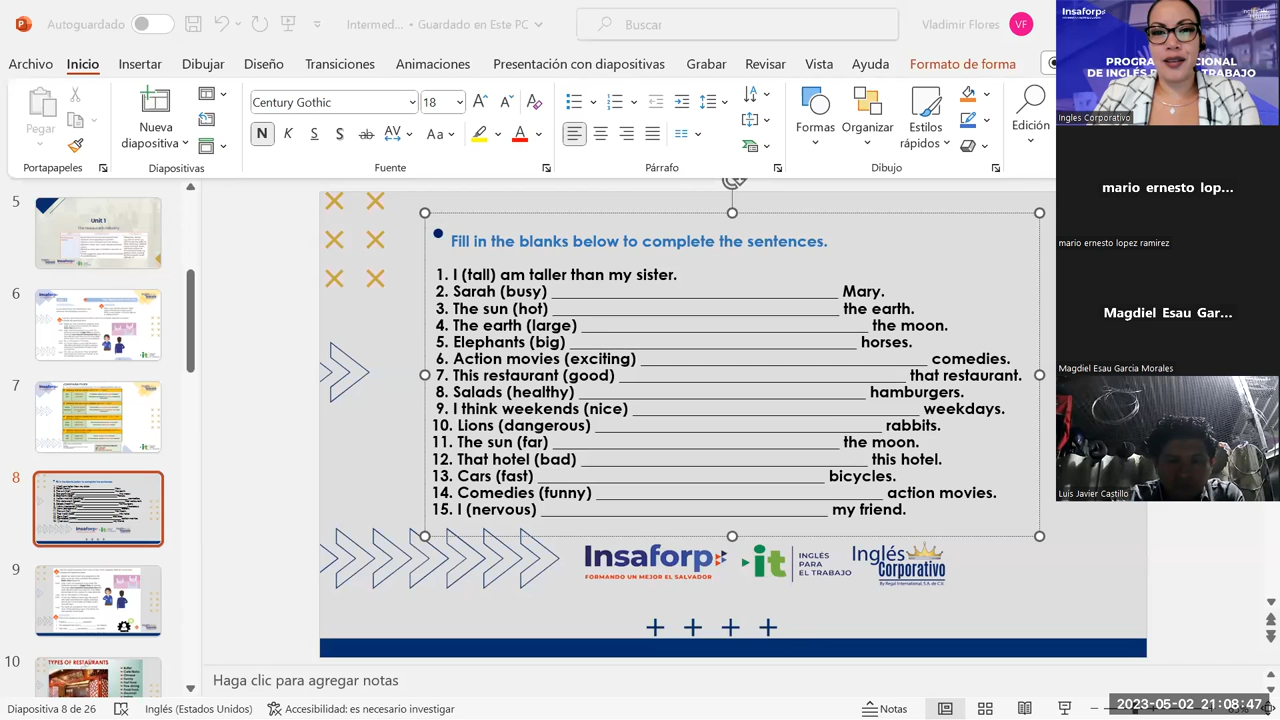 Autoguardado
In... • Guardado en Este PC
Buscar
Vladimir Flores
VF
Archivo Inicio Insertar Dibujar Diseño Transiciones Animaciones Presentación con diapositivas Grabar Revisar Vista Ayuda Formato de forma
Pegar
Portapapeles
Nueva diapositiva
Diapositivas
Century Gothic 18
N K S S ab AV Aa A
Fuente
Párrafo
Formas Organizar Estilos rápidos
Dibujo
Edición
Insaforp
Ingles Corporativo
mario ernesto lop...
mario ernesto lopez ramirez
Magdiel Esau Gar...
Magdiel Esau Garcia Morales
Luis Javier Castillo
5
Unit 1
6
7
8
9
10
TYPES OF RESTAURANTS
Fill in the blanks below to complete the sentences.
1. I (tall) am taller than my sister.
2. Sarah (busy) ______ Mary.
3. The sun (hot) ______ the earth.
4. The earth (large) ______ the moon.
5. Elephants (big) ______ horses.
6. Action movies (exciting) ______ comedies.
7. This restaurant (good) ______ that restaurant.
8. Salads (healthy) ______ hamburgers.
9. I think weekends (nice) ______ weekdays.
10. Lions (dangerous) ______ rabbits.
11. The sun (far) ______ the moon.
12. That hotel (bad) ______ this hotel.
13. Cars (fast) ______ bicycles.
14. Comedies (funny) ______ action movies.
15. I (nervous) ______ my friend.
Insaforp
FORMANDO UN MEJOR EL SALVADOR
it
INGLÉS
PARA
EL TRABAJO
Inglés
Corporativo
By Regal International, S.A. de C.V.
Haga clic para agregar notas
Diapositiva 8 de 26
Inglés (Estados Unidos)
Accesibilidad: es necesario investigar
Notas
2023-05-02 21:08:47